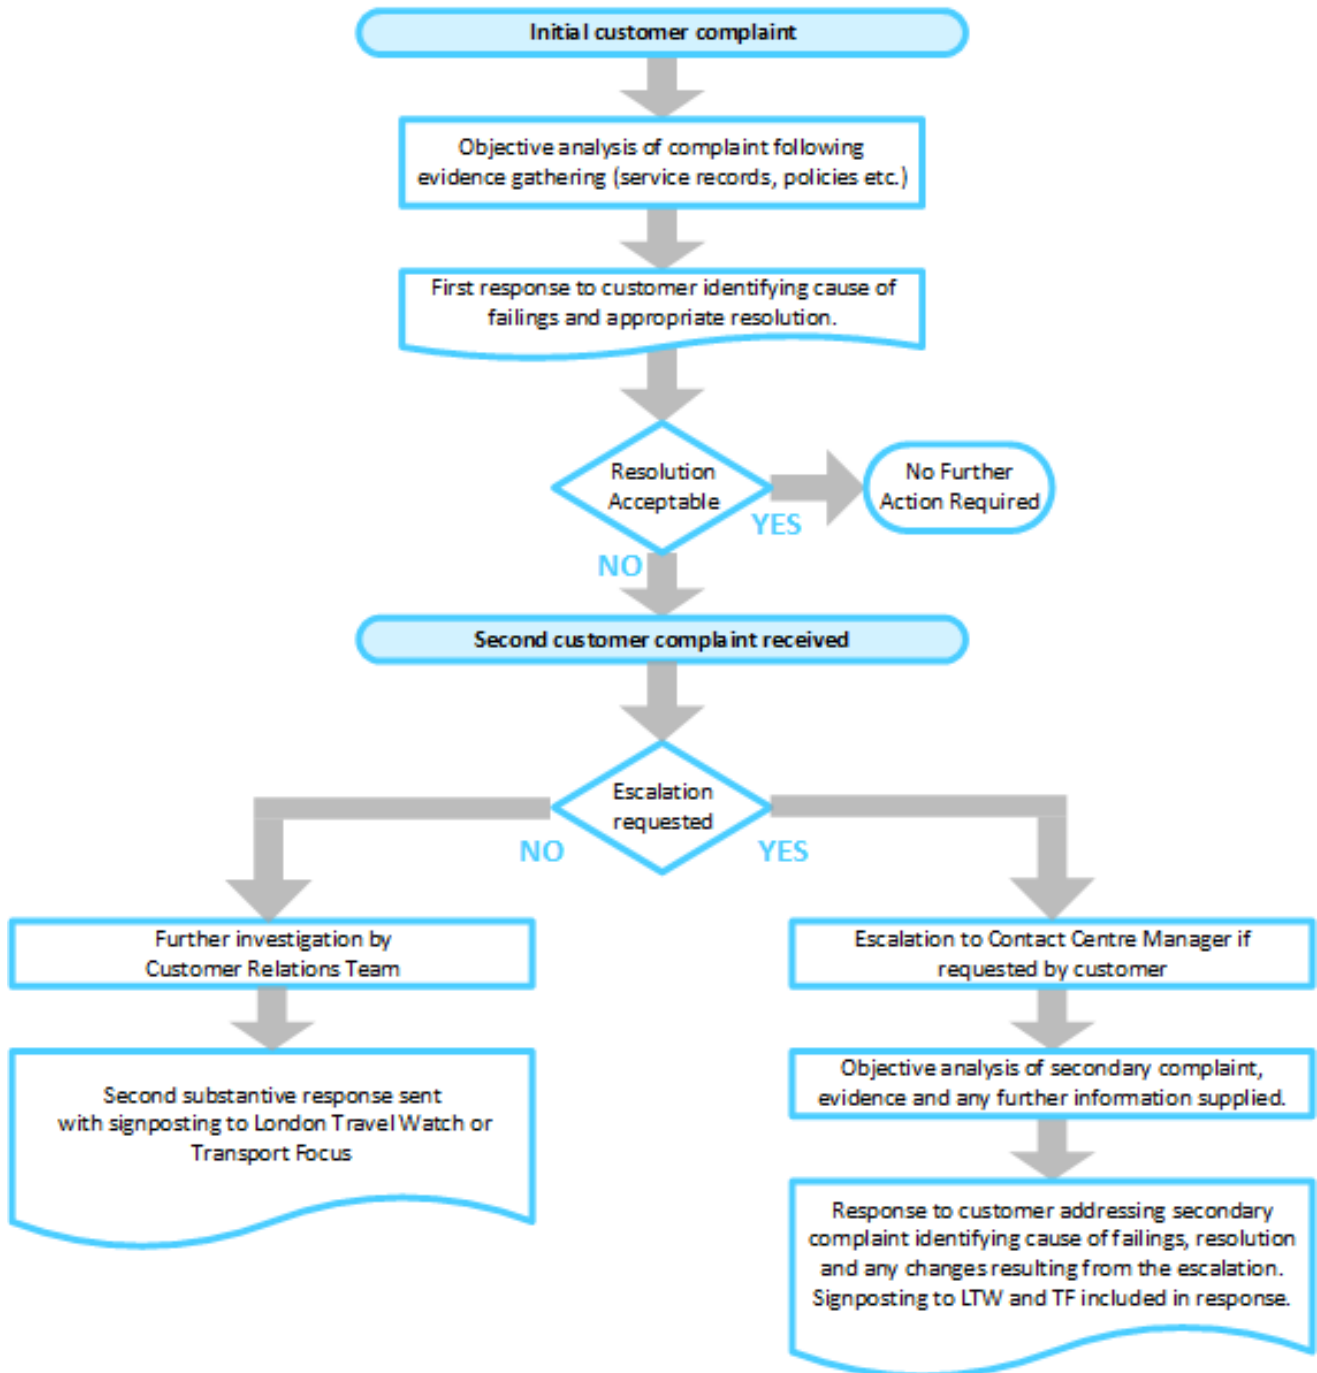 Initial customer complaint
Objective analysis of complaint following
evidence gathering (service records, policies etc.)
First response to customer identifying cause of
failings and appropriate resolution.
Resolution
Acceptable
YES
No Further
Action Required
NO
Second customer complaint received
Escalation
requested
NO
YES
Further investigation by
Customer Relations Team
Second substantive response sent
with signposting to London Travel Watch or
Transport Focus
Escalation to Contact Centre Manager if
requested by customer
Objective analysis of secondary complaint,
evidence and any further information supplied.
Response to customer addressing secondary
complaint identifying cause of failings, resolution
and any changes resulting from the escalation.
Signposting to LTW and TF included in response.